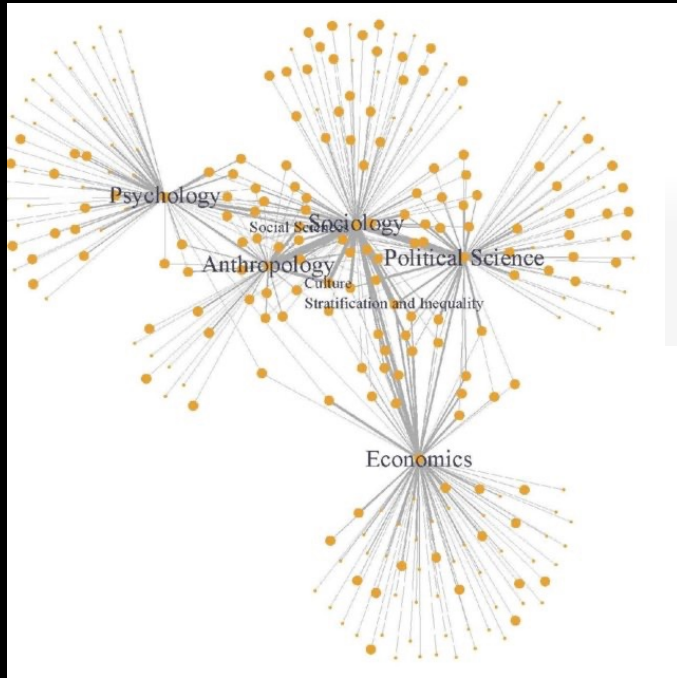 Psychology
Sociology
Social Science
Anthropology
Political Science
Culture
Stratification and Inequality
Economics